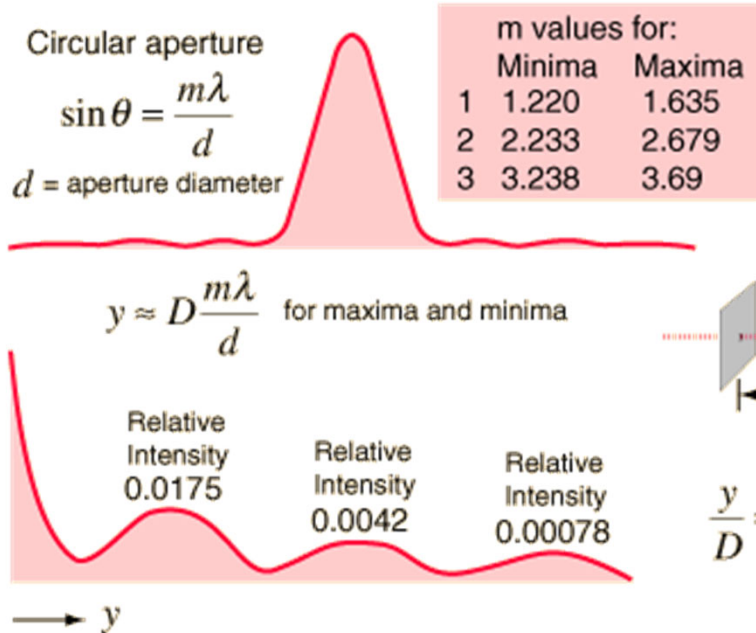 Circular aperture
sin θ = mλ / d
d = aperture diameter
m values for:
Minima Maxima
1 1.220 1.635
2 2.233 2.679
3 3.238 3.69
y ≈ D mλ / d for maxima and minima
Relative Intensity 0.0175
Relative Intensity 0.0042
Relative Intensity 0.00078
y / D =
y